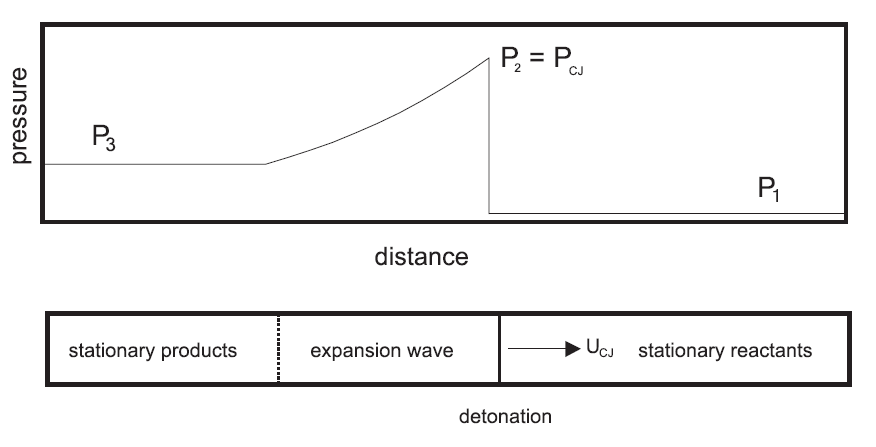 P2 = PCJ
pressure
P3
P1
distance
stationary products
expansion wave
UCJ
stationary reactants
detonation